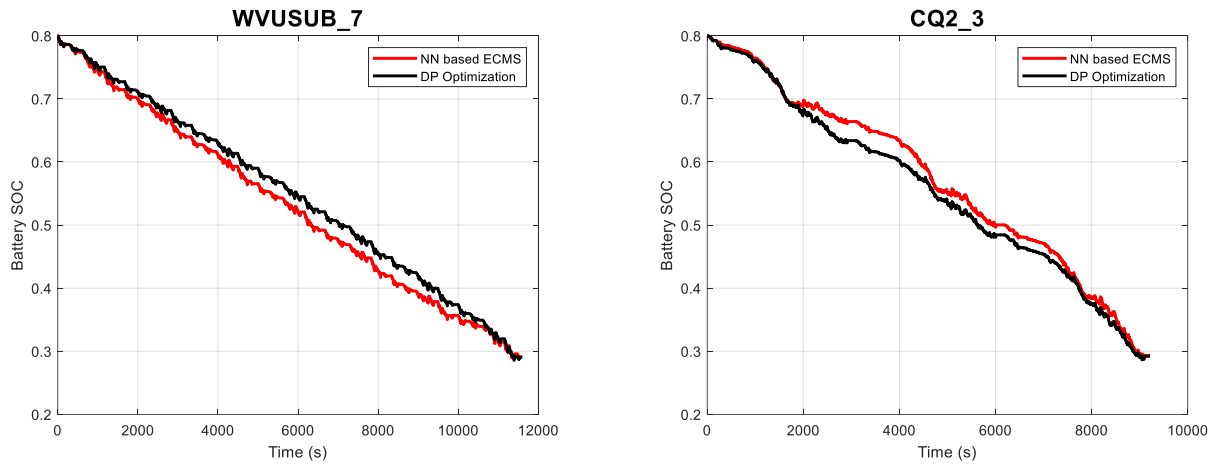 WVUSUB_7
NN based ECMS
DP Optimization
Battery SOC
0.8
0.7
0.6
0.5
0.4
0.3
0.2
0 2000 4000 6000 8000 10000 12000
Time (s)
CQ2_3
NN based ECMS
DP Optimization
Battery SOC
0.8
0.7
0.6
0.5
0.4
0.3
0.2
0 2000 4000 6000 8000 10000
Time (s)